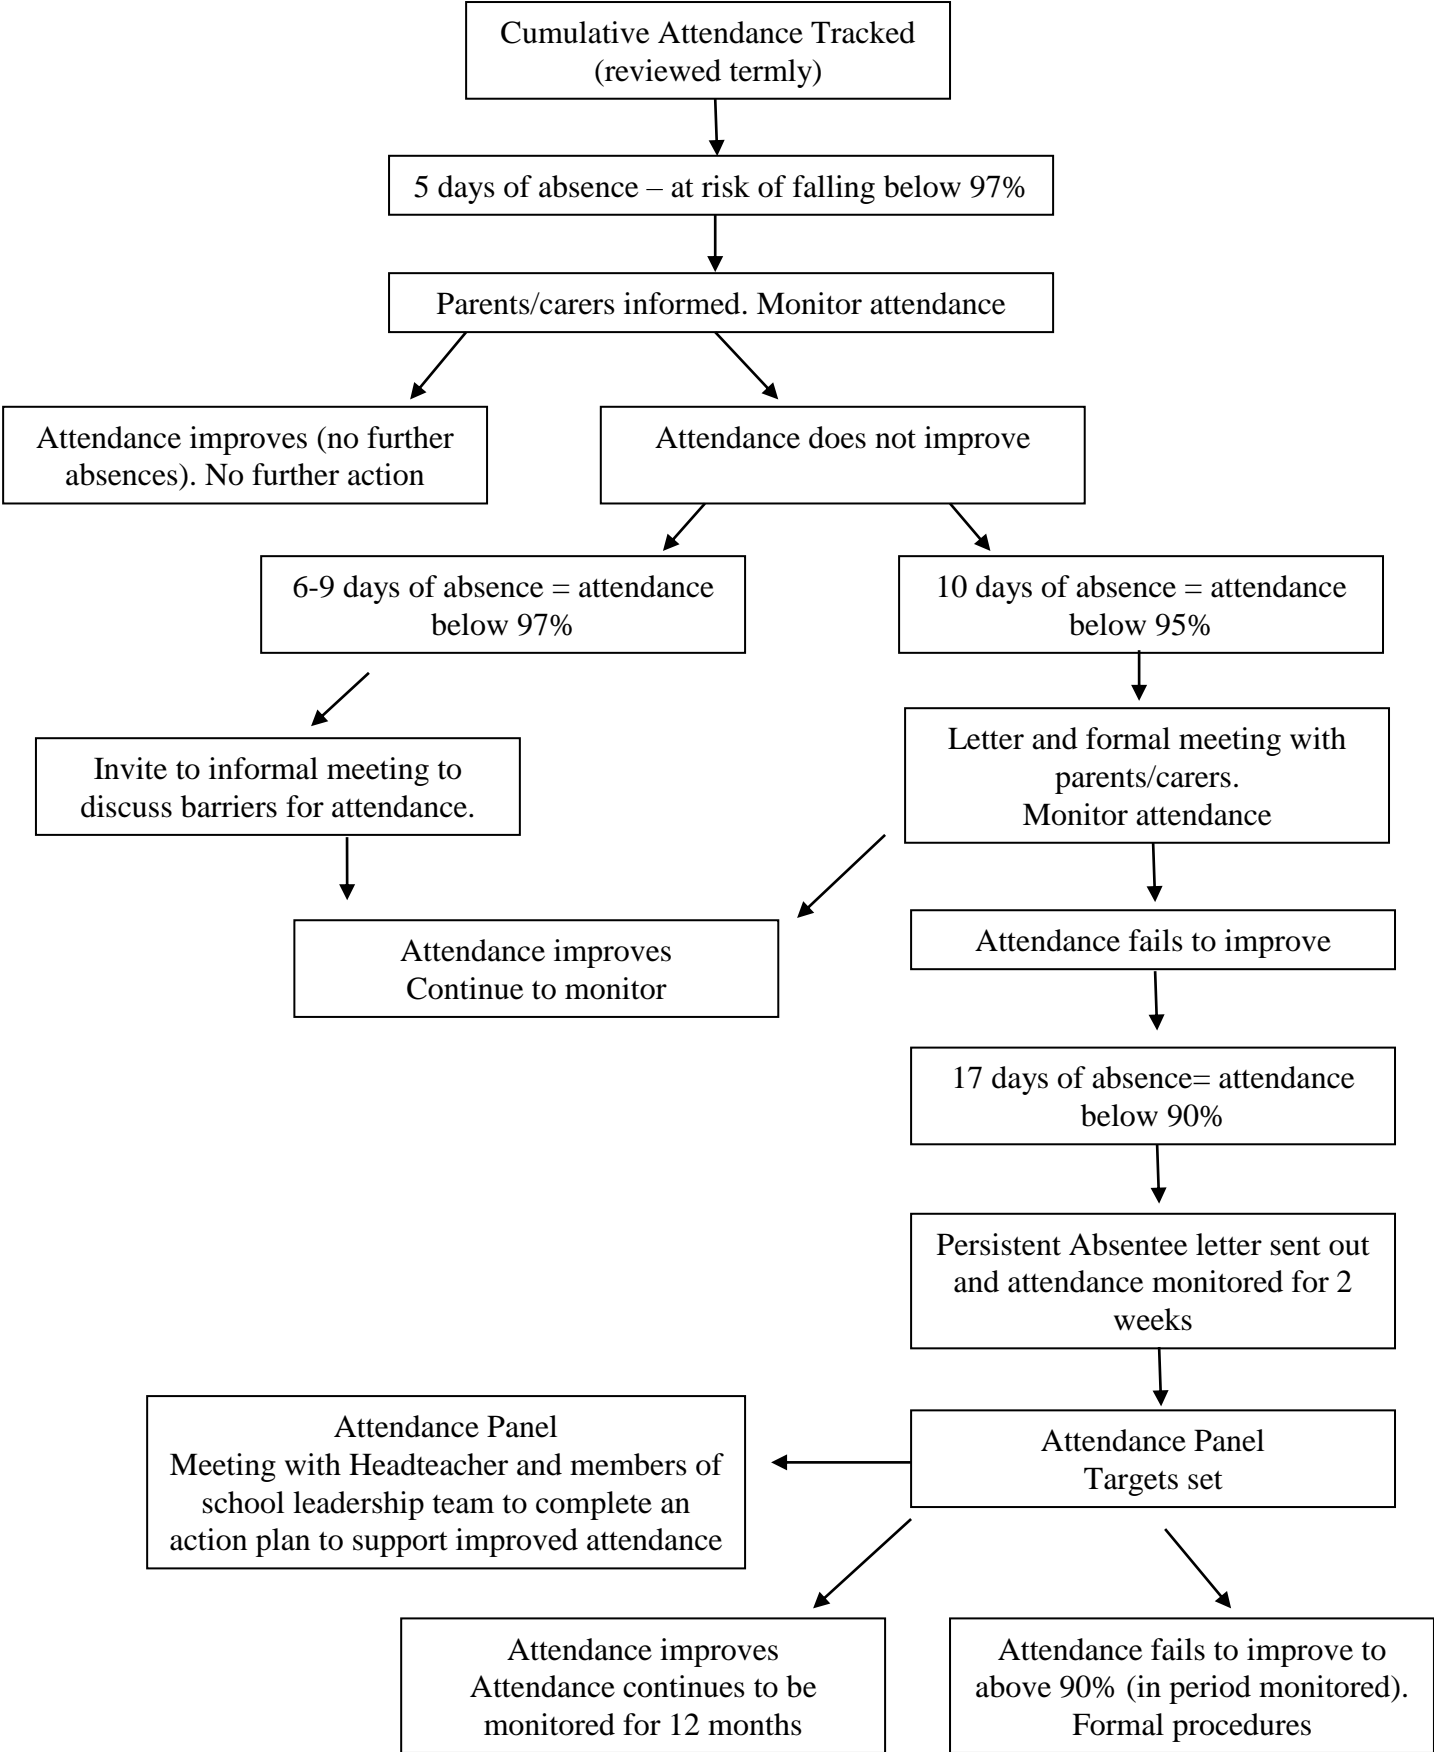 Cumulative Attendance Tracked
(reviewed termly)
5 days of absence – at risk of falling below 97%
Parents/carers informed. Monitor attendance
Attendance improves (no further
absences). No further action
Attendance does not improve
6-9 days of absence = attendance
below 97%
10 days of absence = attendance
below 95%
Invite to informal meeting to
discuss barriers for attendance.
Letter and formal meeting with
parents/carers.
Monitor attendance
Attendance improves
Continue to monitor
Attendance fails to improve
17 days of absence= attendance
below 90%
Persistent Absentee letter sent out
and attendance monitored for 2
weeks
Attendance Panel
Meeting with Headteacher and members of
school leadership team to complete an
action plan to support improved attendance
Attendance Panel
Targets set
Attendance improves
Attendance continues to be
monitored for 12 months
Attendance fails to improve to
above 90% (in period monitored).
Formal procedures